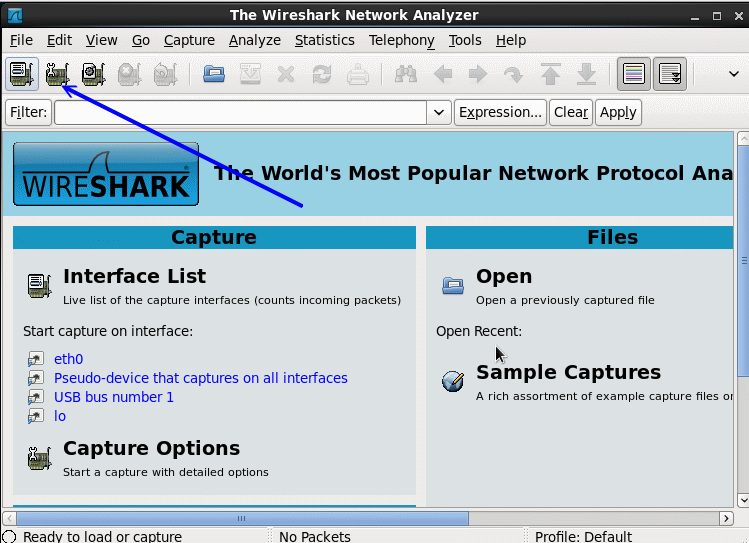 The Wireshark Network Analyzer
File Edit View Go Capture Analyze Statistics Telephony Tools Help
Filter: Expression... Clear Apply
WIRESHARK
The World's Most Popular Network Protocol Ana
Capture
Files
Interface List
Live list of the capture interfaces (counts incoming packets)
Start capture on interface:
eth0
Pseudo-device that captures on all interfaces
USB bus number 1
lo
Capture Options
Start a capture with detailed options
Open
Open a previously captured file
Open Recent:
Sample Captures
A rich assortment of example capture files or
Ready to load or capture
No Packets
Profile: Default